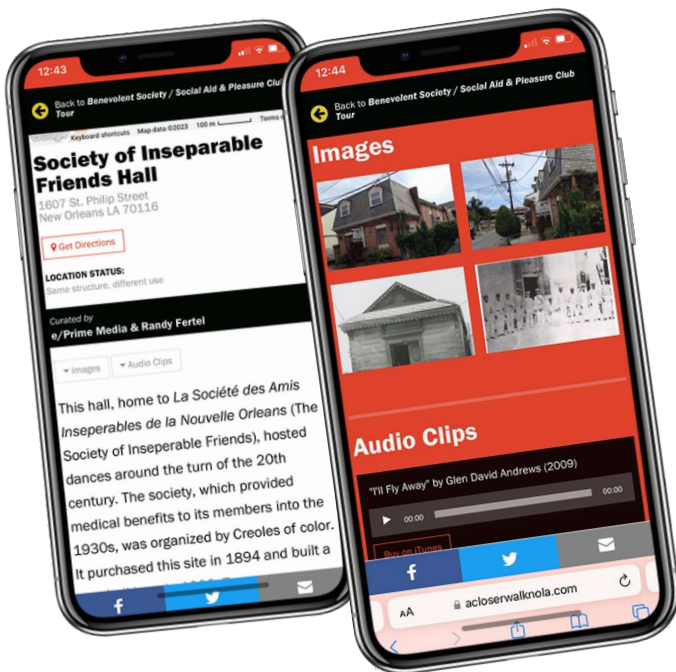 12:43
Back to Benevolent Society / Social Aid & Pleasure Club
Tour
Keyboard shortcuts Map data ©2023 100 m Terms
Society of Inseparable
Friends Hall
1607 St. Philip Street
New Orleans LA 70116
Get Directions
LOCATION STATUS:
Same structure, different use
Curated by
e/Prime Media & Randy Fertel
Images
Audio Clips
This hall, home to La Société des Amis
Inseperables de la Nouvelle Orleans (The
Society of Inseperable Friends), hosted
dances around the turn of the 20th
century. The society, which provided
medical benefits to its members into the
1930s, was organized by Creoles of color.
It purchased this site in 1894 and built a
f
12:44
Back to Benevolent Society / Social Aid & Pleasure Club
Tour
Images
Audio Clips
"I'll Fly Away" by Glen David Andrews (2009)
00:00 00:00
Buy on iTunes
f
AA acloserwalknola.com